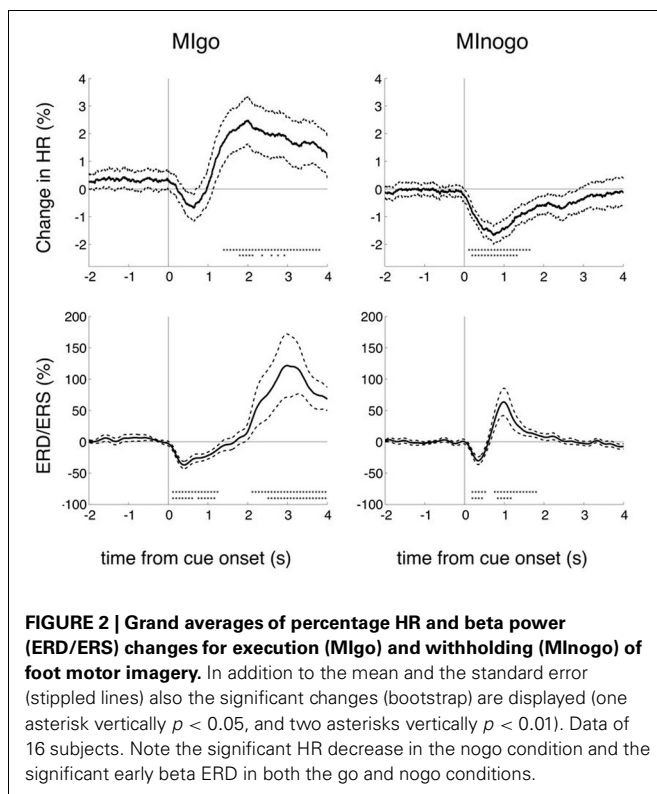 MIgo MInogo
Change in HR (%)
4 4
3 3
2 2
1 1
0 0
-1 -1
-2 -2
-2 -1 0 1 2 3 4 -2 -1 0 1 2 3 4
ERD/ERS (%)
200 200
150 150
100 100
50 50
0 0
-50 -50
-100 -100
-2 -1 0 1 2 3 4 -2 -1 0 1 2 3 4
time from cue onset (s) time from cue onset (s)
FIGURE 2 | Grand averages of percentage HR and beta power
(ERD/ERS) changes for execution (MIgo) and withholding (MInogo) of
foot motor imagery. In addition to the mean and the standard error
(stippled lines) also the significant changes (bootstrap) are displayed (one
asterisk vertically p < 0.05, and two asterisks vertically p < 0.01). Data of
16 subjects. Note the significant HR decrease in the nogo condition and the
significant early beta ERD in both the go and nogo conditions.